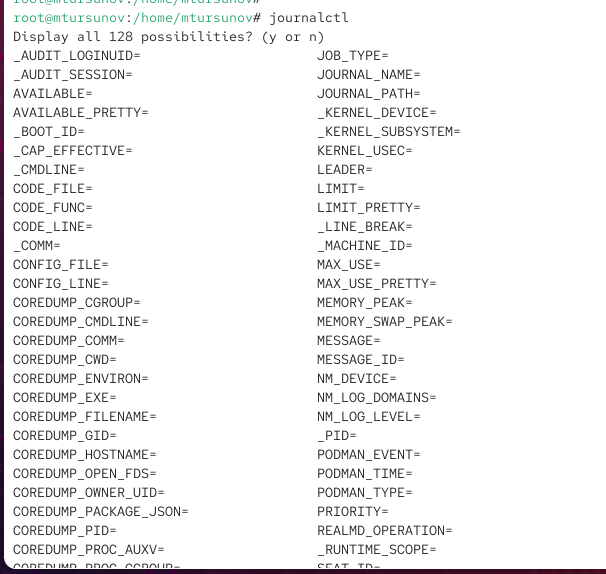 root@mtursunov:/home/mtursunov#
root@mtursunov:/home/mtursunov# journalctl
Display all 128 possibilities? (y or n)
_AUDIT_LOGINUID= JOB_TYPE=
_AUDIT_SESSION= JOURNAL_NAME=
AVAILABLE= JOURNAL_PATH=
AVAILABLE_PRETTY= _KERNEL_DEVICE=
_BOOT_ID= _KERNEL_SUBSYSTEM=
_CAP_EFFECTIVE= KERNEL_USEC=
_CMDLINE= LEADER=
CODE_FILE= LIMIT=
CODE_FUNC= LIMIT_PRETTY=
CODE_LINE= _LINE_BREAK=
_COMM= _MACHINE_ID=
CONFIG_FILE= MAX_USE=
CONFIG_LINE= MAX_USE_PRETTY=
COREDUMP_CGROUP= MEMORY_PEAK=
COREDUMP_CMDLINE= MEMORY_SWAP_PEAK=
COREDUMP_COMM= MESSAGE=
COREDUMP_CWD= MESSAGE_ID=
COREDUMP_ENVIRON= NM_DEVICE=
COREDUMP_EXE= NM_LOG_DOMAINS=
COREDUMP_FILENAME= NM_LOG_LEVEL=
COREDUMP_GID= _PID=
COREDUMP_HOSTNAME= PODMAN_EVENT=
COREDUMP_OPEN_FDS= PODMAN_TIME=
COREDUMP_OWNER_UID= PODMAN_TYPE=
COREDUMP_PACKAGE_JSON= PRIORITY=
COREDUMP_PID= REALMD_OPERATION=
COREDUMP_PROC_AUXV= _RUNTIME_SCOPE=
COREDUMP_PROC_CGROUP= SEAT_ID=